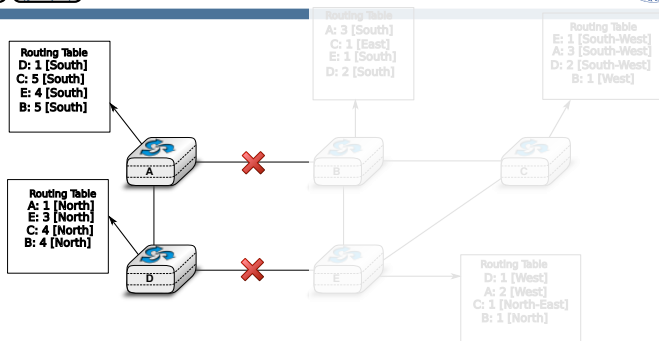 Routing Table
D: 1 [South]
C: 5 [South]
E: 4 [South]
B: 5 [South]
Routing Table
A: 3 [South]
C: 1 [East]
E: 1 [South]
D: 2 [South]
Routing Table
E: 1 [South-West]
A: 3 [South-West]
D: 2 [South-West]
B: 1 [West]
A
B
C
Routing Table
A: 1 [North]
E: 3 [North]
C: 4 [North]
B: 4 [North]
D
E
Routing Table
D: 1 [West]
A: 2 [West]
C: 1 [North-East]
B: 1 [North]